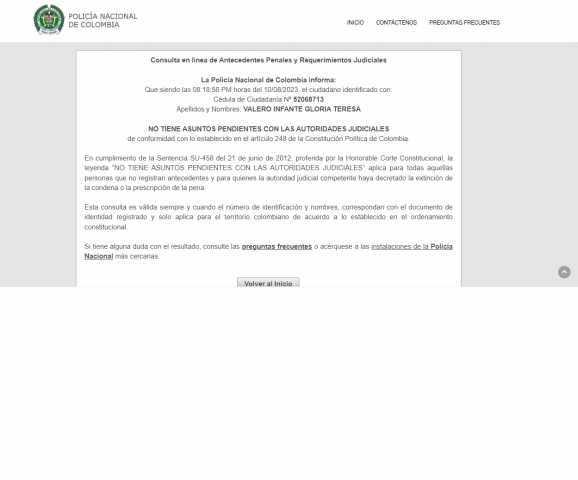 POLICÍA NACIONAL
DE COLOMBIA
INICIO CONTÁCTENOS PREGUNTAS FRECUENTES
Consulta en línea de Antecedentes Penales y Requerimientos Judiciales
La Policía Nacional de Colombia informa:
Que siendo las 08:18:58 PM horas del 10/08/2023, el ciudadano identificado con:
Cédula de Ciudadanía Nº 52068713
Apellidos y Nombres: VALERO INFANTE GLORIA TERESA
NO TIENE ASUNTOS PENDIENTES CON LAS AUTORIDADES JUDICIALES
de conformidad con lo establecido en el artículo 248 de la Constitución Política de Colombia.
En cumplimiento de la Sentencia SU-458 del 21 de junio de 2012, proferida por la Honorable Corte Constitucional, la
leyenda "NO TIENE ASUNTOS PENDIENTES CON LAS AUTORIDADES JUDICIALES" aplica para todas aquellas
personas que no registran antecedentes y para quienes la autoridad judicial competente haya decretado la extinción de
la condena o la prescripción de la pena.
Esta consulta es válida siempre y cuando el número de identificación y nombres, correspondan con el documento de
identidad registrado y solo aplica para el territorio colombiano de acuerdo a lo establecido en el ordenamiento
constitucional.
Si tiene alguna duda con el resultado, consulte las preguntas frecuentes o acérquese a las instalaciones de la Policía
Nacional más cercanas.
Volver al Inicio